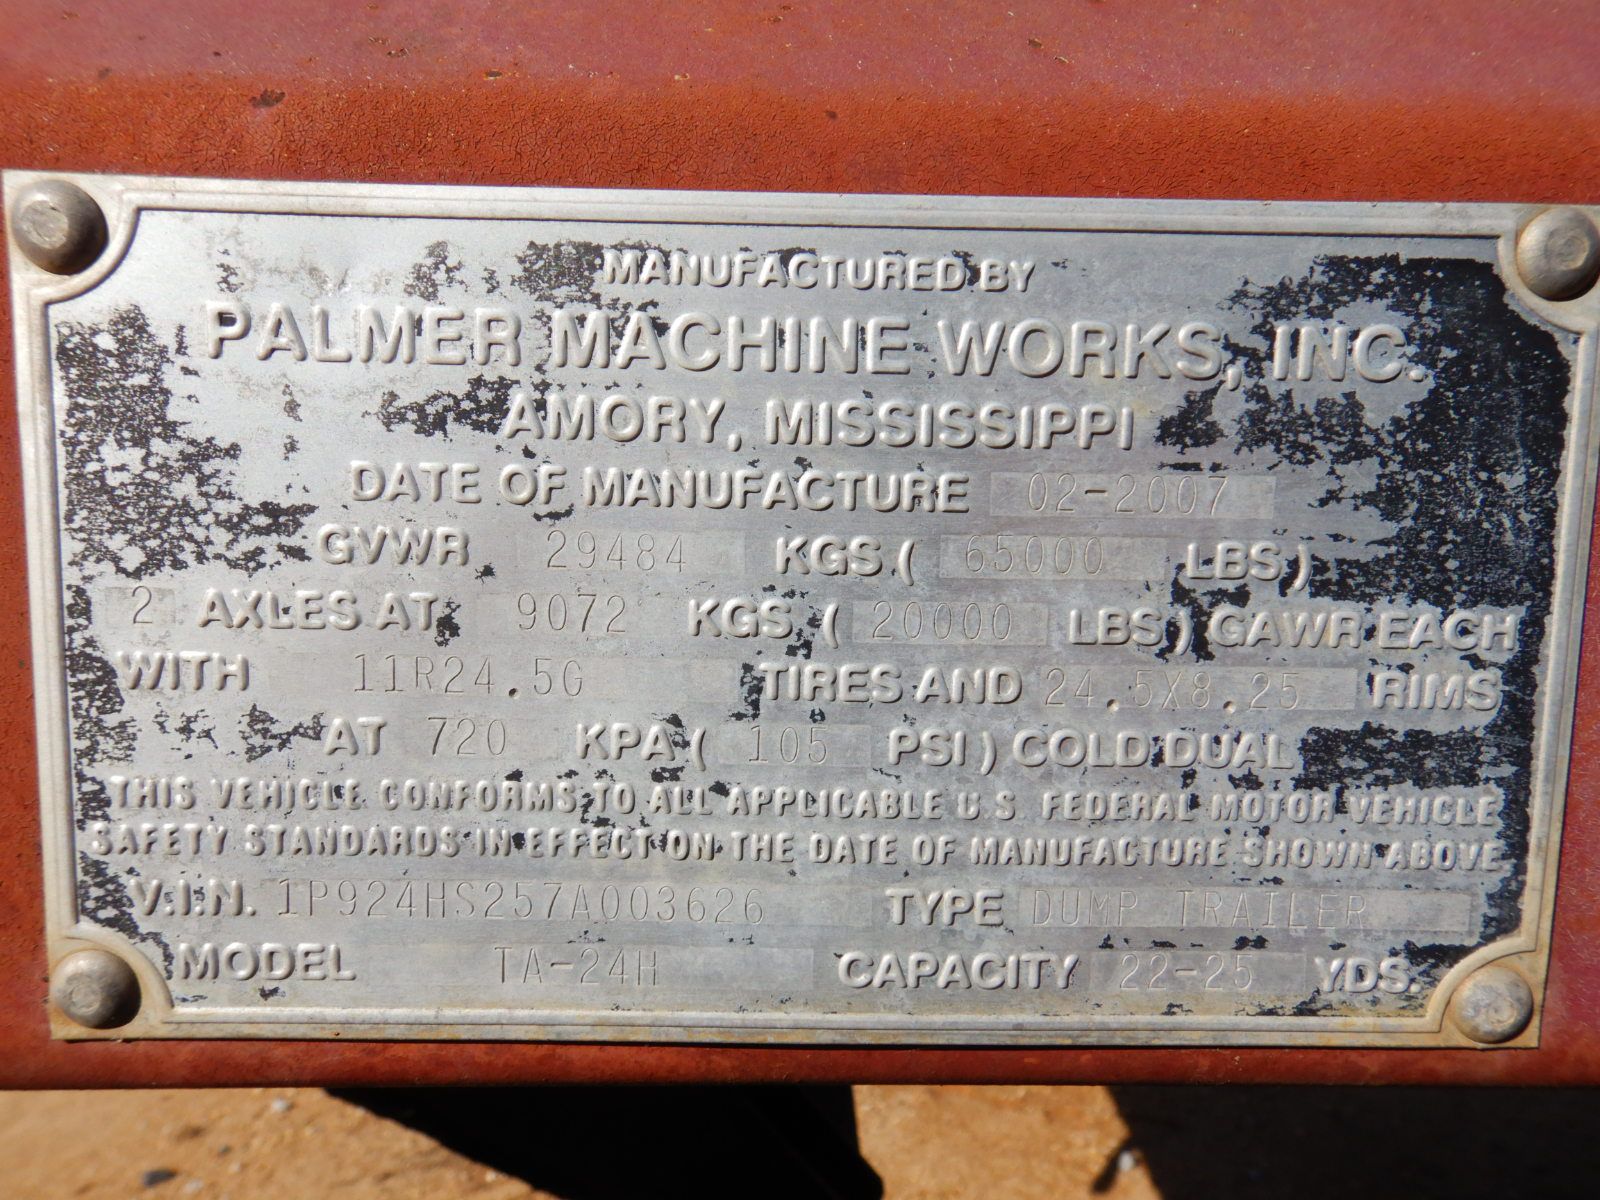 MANUFACTURED BY
PALMER MACHINE WORKS, INC.
AMORY, MISSISSIPPI
DATE OF MANUFACTURE 02-2007
GVWR 29484 KGS ( 65000 LBS )
2 AXLES AT 9072 KGS ( 20000 LBS ) GAWR EACH
WITH 11R24.5G TIRES AND 24.5X8.25 RIMS
AT 720 KPA ( 105 PSI ) COLD DUAL
THIS VEHICLE CONFORMS TO ALL APPLICABLE U.S. FEDERAL MOTOR VEHICLE
SAFETY STANDARDS IN EFFECT ON THE DATE OF MANUFACTURE SHOWN ABOVE
V.I.N. 1P924HS257A003626 TYPE DUMP TRAILER
MODEL TA-24H CAPACITY 22-25 YDS.